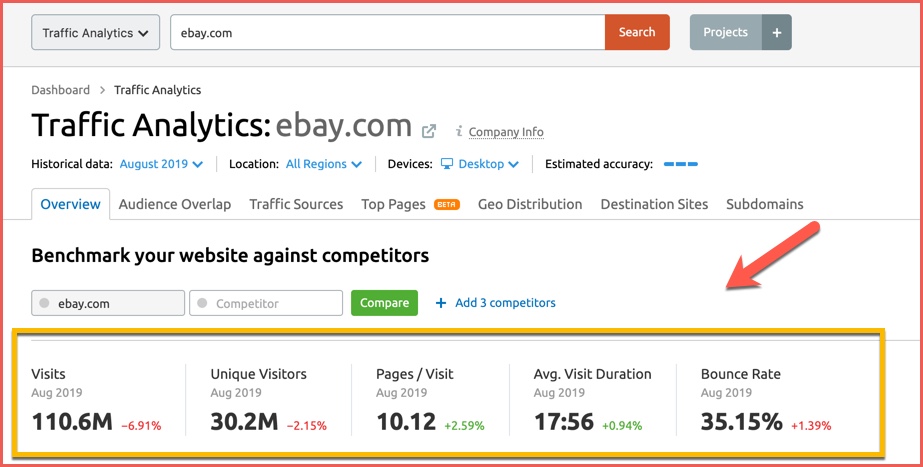 Traffic Analytics ebay.com Search Projects +
Dashboard > Traffic Analytics
Traffic Analytics: ebay.com i Company Info
Historical data: August 2019 Location: All Regions Devices: Desktop Estimated accuracy:
Overview Audience Overlap Traffic Sources Top Pages BETA Geo Distribution Destination Sites Subdomains
Benchmark your website against competitors
ebay.com Competitor Compare + Add 3 competitors
Visits Unique Visitors Pages / Visit Avg. Visit Duration Bounce Rate
Aug 2019 Aug 2019 Aug 2019 Aug 2019 Aug 2019
110.6M −6.91% 30.2M −2.15% 10.12 +2.59% 17:56 +0.94% 35.15% +1.39%